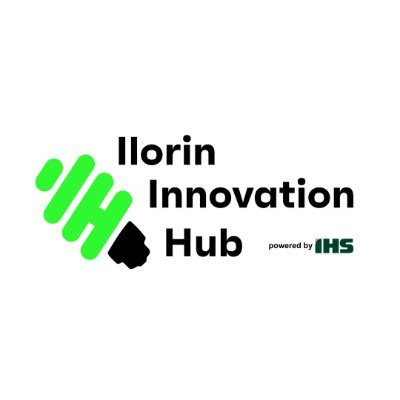 Ilorin
Innovation
Hub
powered by IHS